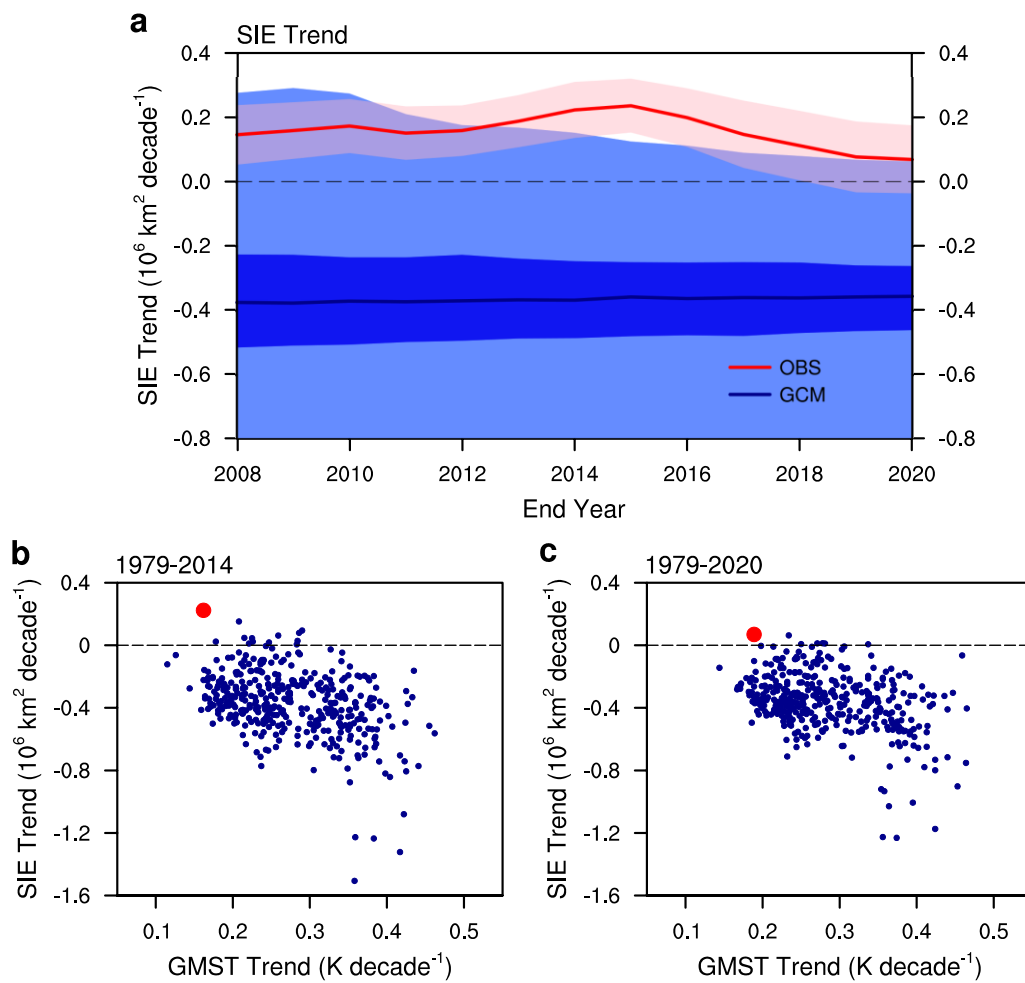 a
SIE Trend
0.4 0.4
0.2 0.2
0.0 0.0
-0.2 -0.2
-0.4 -0.4
-0.6 -0.6
-0.8 -0.8
SIE Trend (10⁶ km² decade⁻¹)
OBS
GCM
2008 2010 2012 2014 2016 2018 2020
End Year
b
1979-2014
0.4
0
-0.4
-0.8
-1.2
-1.6
SIE Trend (10⁶ km² decade⁻¹)
0.1 0.2 0.3 0.4 0.5
GMST Trend (K decade⁻¹)
c
1979-2020
0.4
0
-0.4
-0.8
-1.2
-1.6
SIE Trend (10⁶ km² decade⁻¹)
0.1 0.2 0.3 0.4 0.5
GMST Trend (K decade⁻¹)